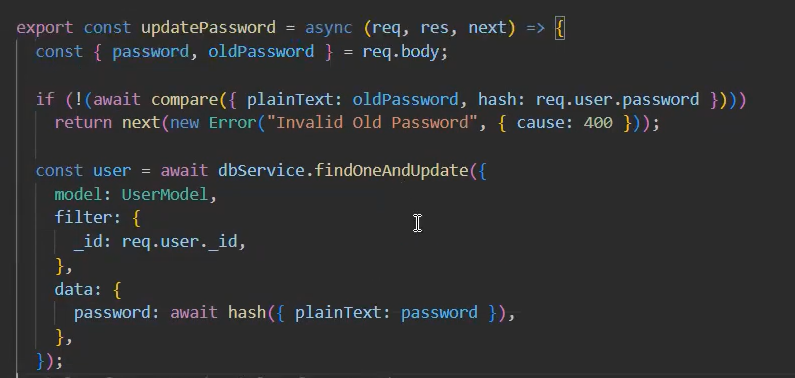 export const updatePassword = async (req, res, next) => {
const { password, oldPassword } = req.body;
if (!(await compare({ plainText: oldPassword, hash: req.user.password })))
return next(new Error("Invalid Old Password", { cause: 400 }));
const user = await dbService.findOneAndUpdate({
model: UserModel,
filter: {
_id: req.user._id,
},
data: {
password: await hash({ plainText: password }),
},
});